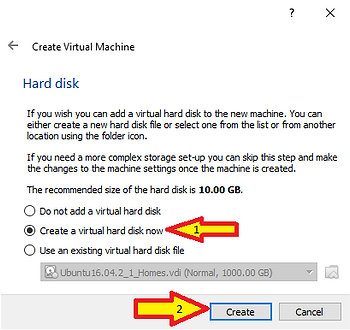 ?
Create Virtual Machine
Hard disk
If you wish you can add a virtual hard disk to the new machine. You can
either create a new hard disk file or select one from the list or from another
location using the folder icon.
If you need a more complex storage set-up you can skip this step and make
the changes to the machine settings once the machine is created.
The recommended size of the hard disk is 10.00 GB.
Do not add a virtual hard disk
Create a virtual hard disk now
1
Use an existing virtual hard disk file
Ubuntu16.04.2_1_Homes.vdi (Normal, 1000.00 GB)
2
Create
Cancel